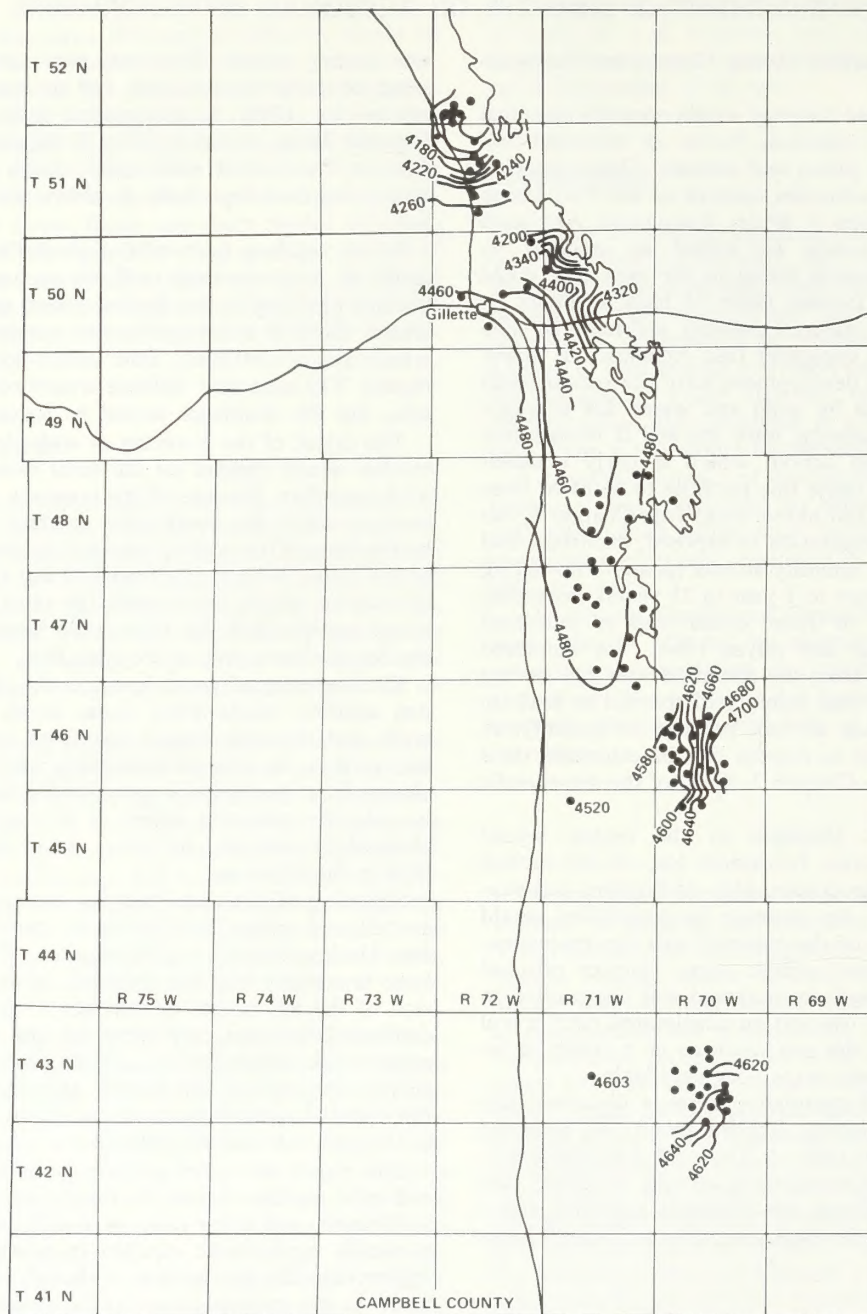 T 52 N
4180
4240
4220
T 51 N
4260
4200
4340
4320
4400
T 50 N
4460
Gillette
4420
4440
T 49 N
4480
4480
4460
T 48 N
T 47 N
4480
4620
4660
4680
4700
T 46 N
4580
4520
4600
4640
T 45 N
T 44 N
R 75 W R 74 W R 73 W R 72 W R 71 W R 70 W R 69 W
T 43 N
4620
4603
4640
4620
T 42 N
T 41 N
CAMPBELL COUNTY